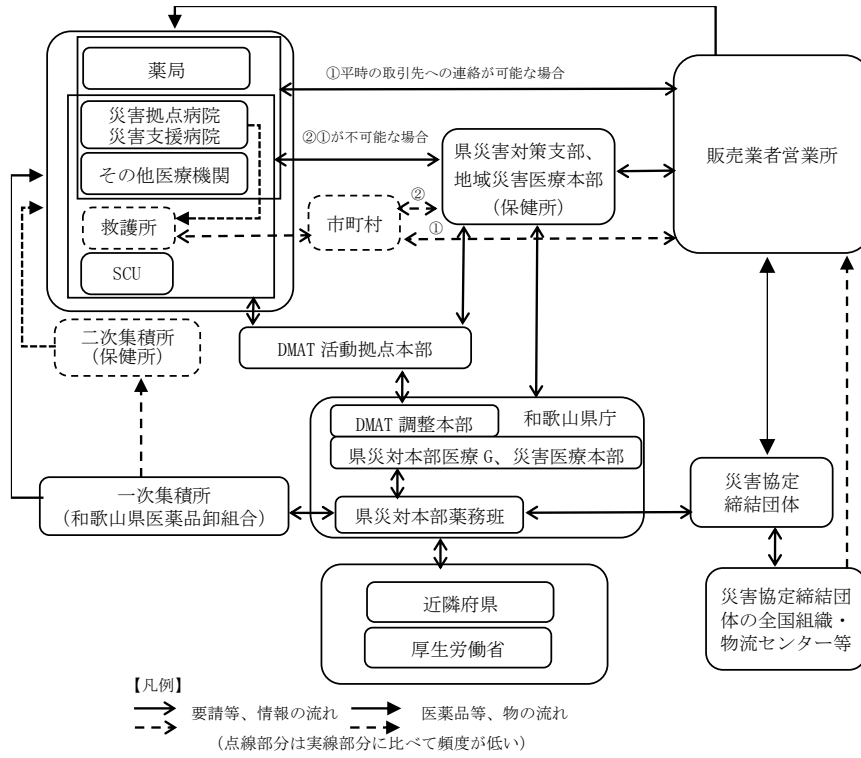 薬局
①平時の取引先への連絡が可能な場合
災害拠点病院
災害支援病院
②①が不可能な場合
その他医療機関
県災害対策支部、
地域災害医療本部
（保健所）
販売業者営業所
救護所
市町村
②
①
SCU
二次集積所
（保健所）
DMAT 活動拠点本部
DMAT 調整本部
和歌山県庁
県災対本部医療 G、災害医療本部
一次集積所
（和歌山県医薬品卸組合）
県災対本部薬務班
災害協定
締結団体
近隣府県
厚生労働省
災害協定締結団
体の全国組織・
物流センター等
【凡例】
要請等、情報の流れ
医薬品等、物の流れ
（点線部分は実線部分に比べて頻度が低い）